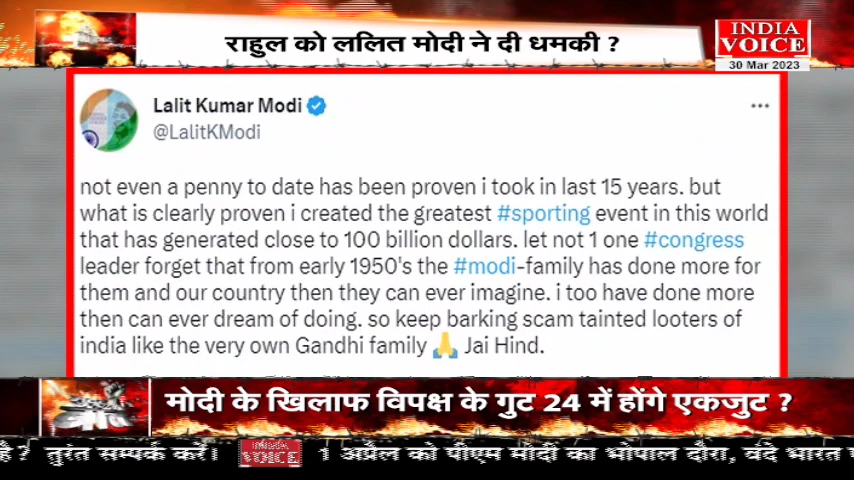 राहुल को ललित मोदी ने दी धमकी ?
INDIA
VOICE
30 Mar 2023
Lalit Kumar Modi
@LalitKModi
not even a penny to date has been proven i took in last 15 years. but
what is clearly proven i created the greatest #sporting event in this world
that has generated close to 100 billion dollars. let not 1 one #congress
leader forget that from early 1950's the #modi-family has done more for
them and our country then they can ever imagine. i too have done more
then can ever dream of doing. so keep barking scam tainted looters of
india like the very own Gandhi family 🙏 Jai Hind.
मोदी के खिलाफ विपक्ष के गुट 24 में होंगे एकजुट ?
है? तुरंत सम्पर्क करें। INDIA VOICE 1 अप्रैल को पीएम मोदी का भोपाल दौरा, वंदे भारत